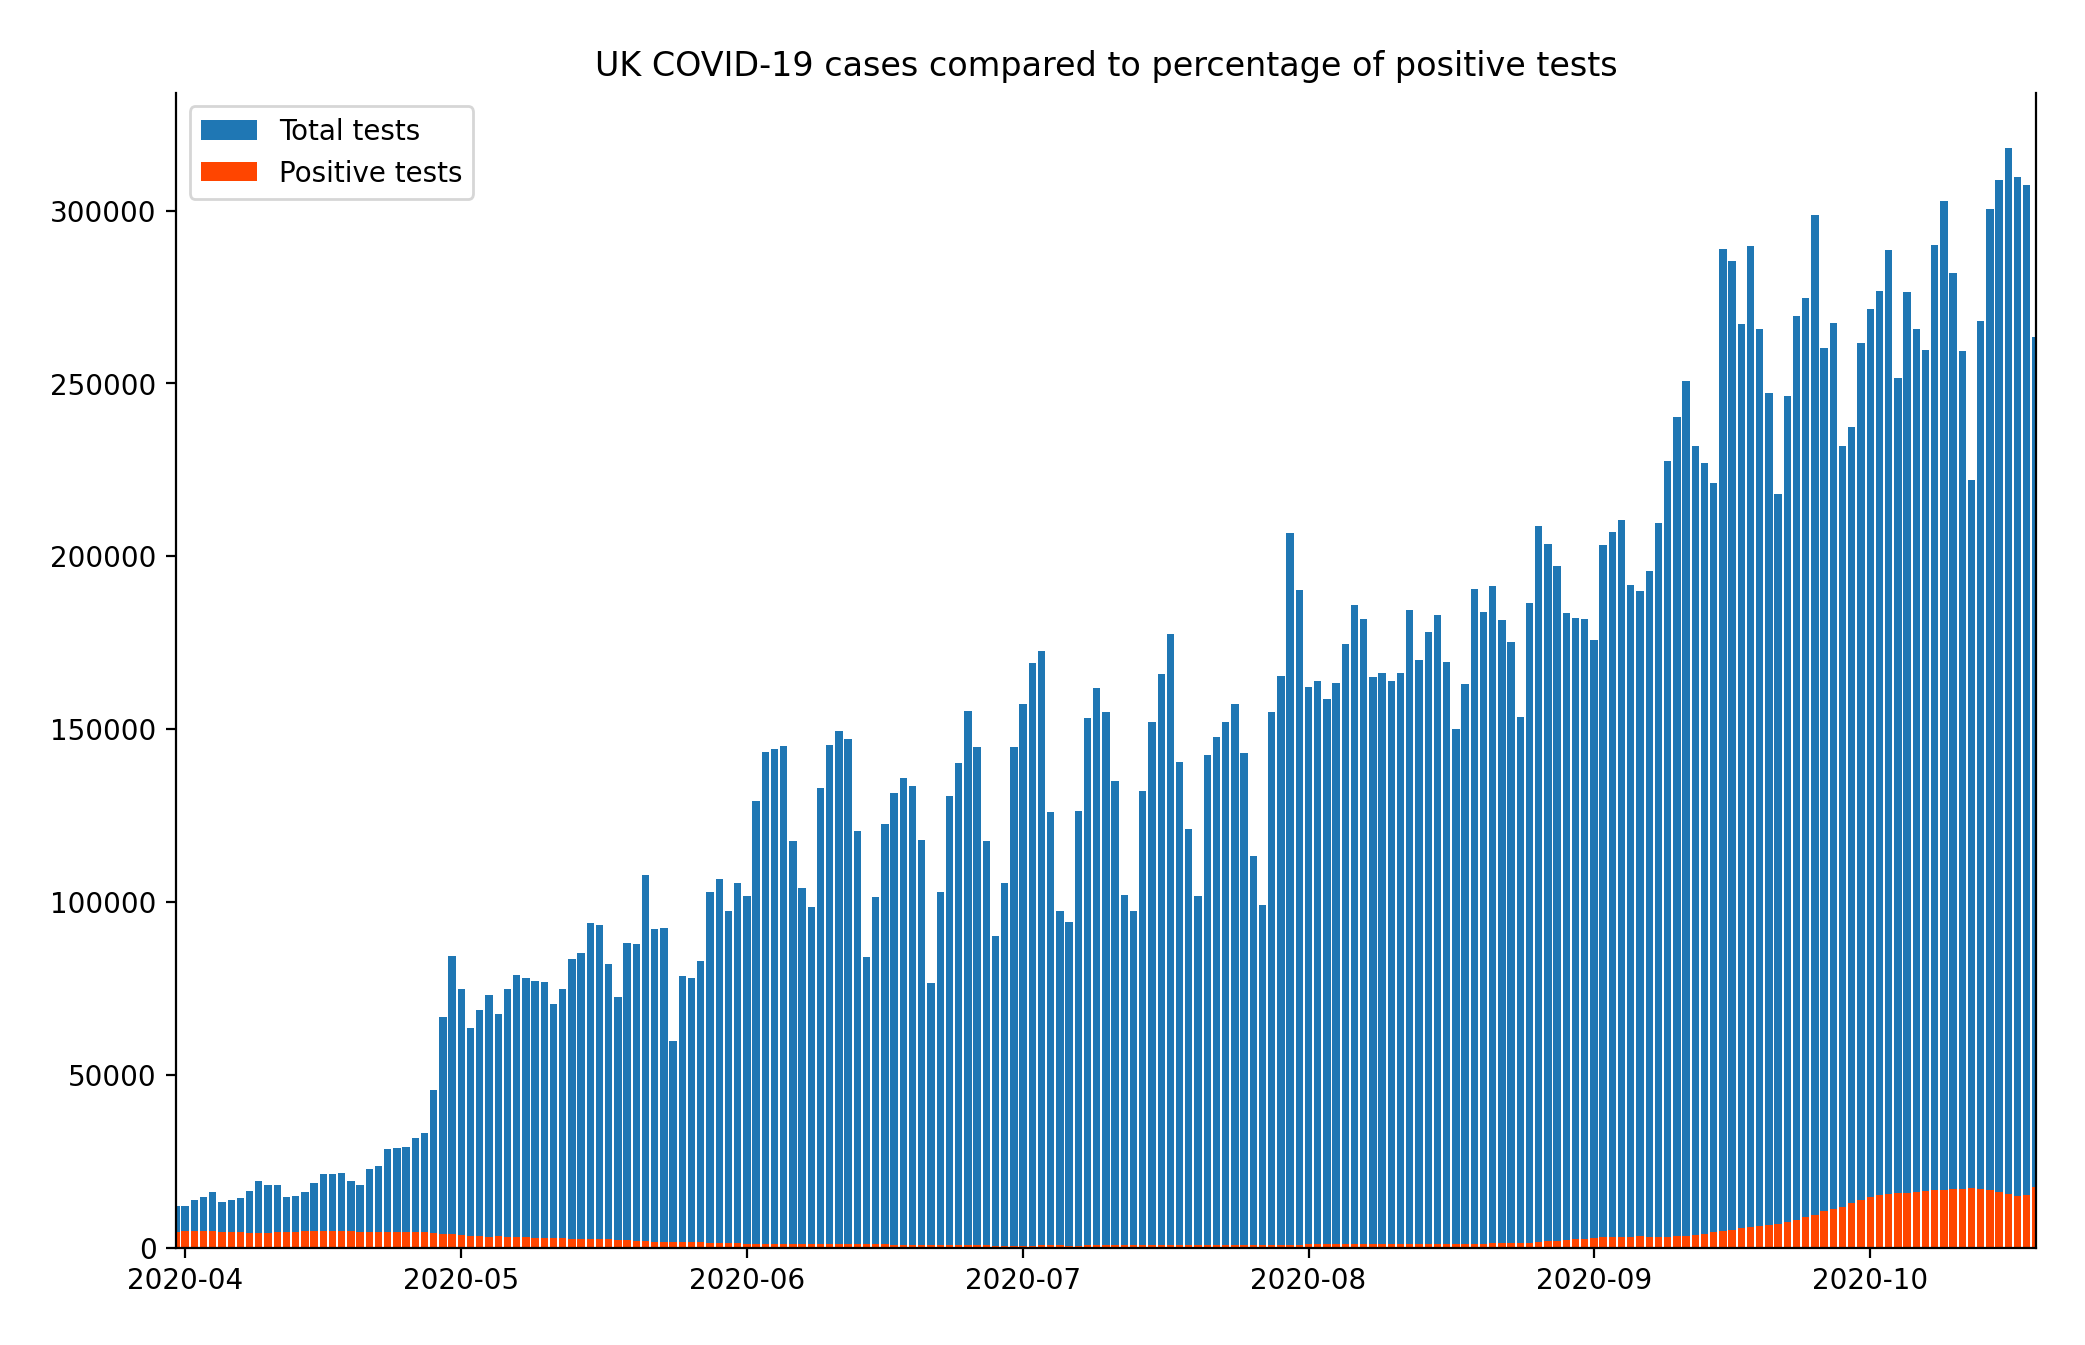 UK COVID-19 cases compared to percentage of positive tests
Total tests
Positive tests
300000
250000
200000
150000
100000
50000
0
2020-04 2020-05 2020-06 2020-07 2020-08 2020-09 2020-10